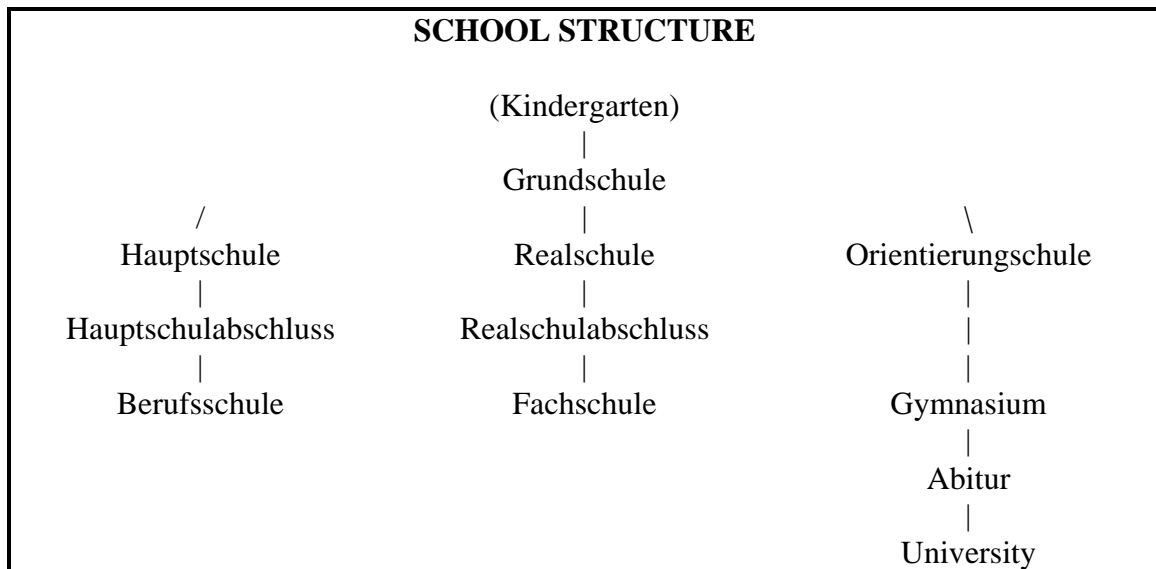 SCHOOL STRUCTURE
(Kindergarten)
|
Grundschule
/ | \
Hauptschule Realschule Orientierungschule
| | |
Hauptschulabschluss Realschulabschluss |
| | |
Berufsschule Fachschule Gymnasium
|
Abitur
|
University